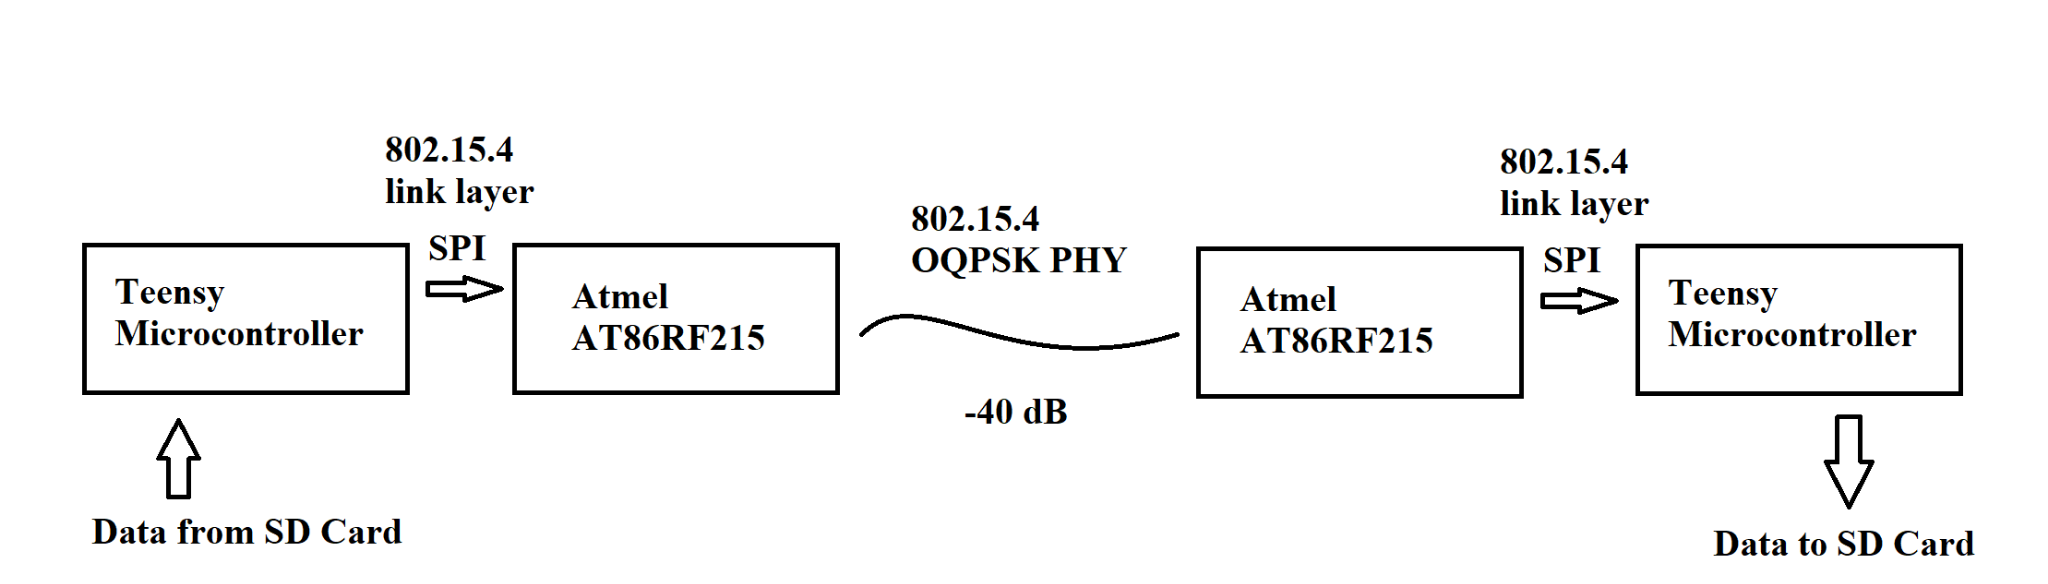 802.15.4
link layer
SPI
Teensy
Microcontroller
Atmel
AT86RF215
802.15.4
OQPSK PHY
-40 dB
Atmel
AT86RF215
802.15.4
link layer
SPI
Teensy
Microcontroller
Data from SD Card
Data to SD Card